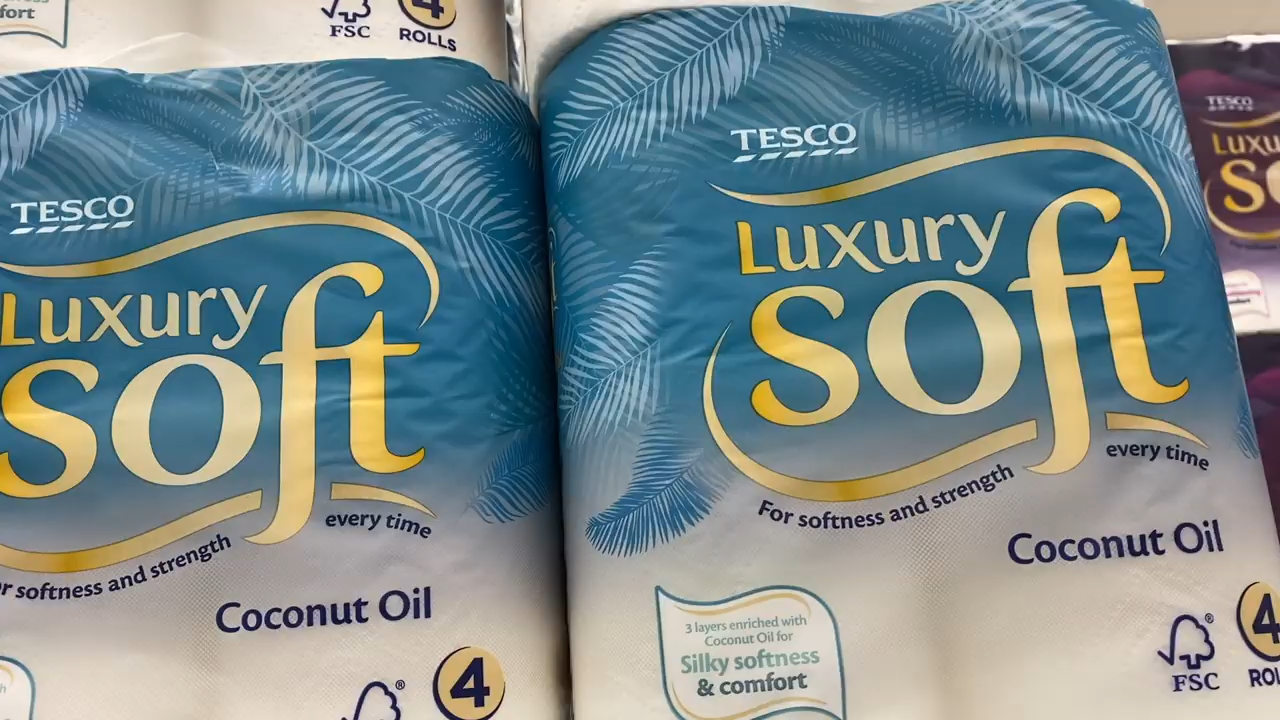 fort
FSC
4
ROLLS
TESCO
Luxury
soft
For softness and strength
every time
Coconut Oil
3 layers enriched with
Coconut Oil for
Silky softness
& comfort
FSC
4
TESCO
Luxury
soft
softness and strength
every time
Coconut Oil
4
TESCO